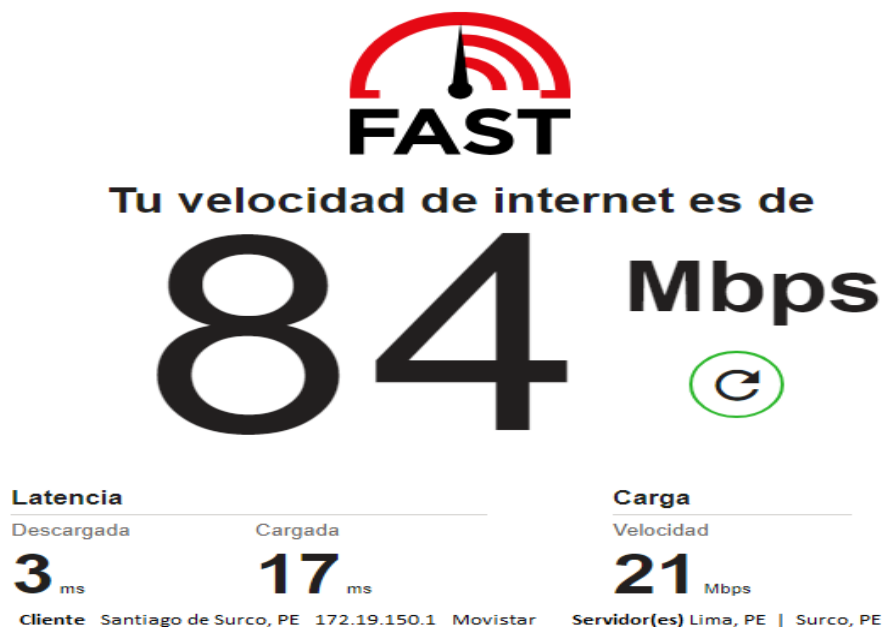 FAST
Tu velocidad de internet es de
84 Mbps
Latencia Carga
Descargada Cargada Velocidad
3 ms 17 ms 21 Mbps
Cliente Santiago de Surco, PE 172.19.150.1 Movistar Servidor(es) Lima, PE | Surco, PE